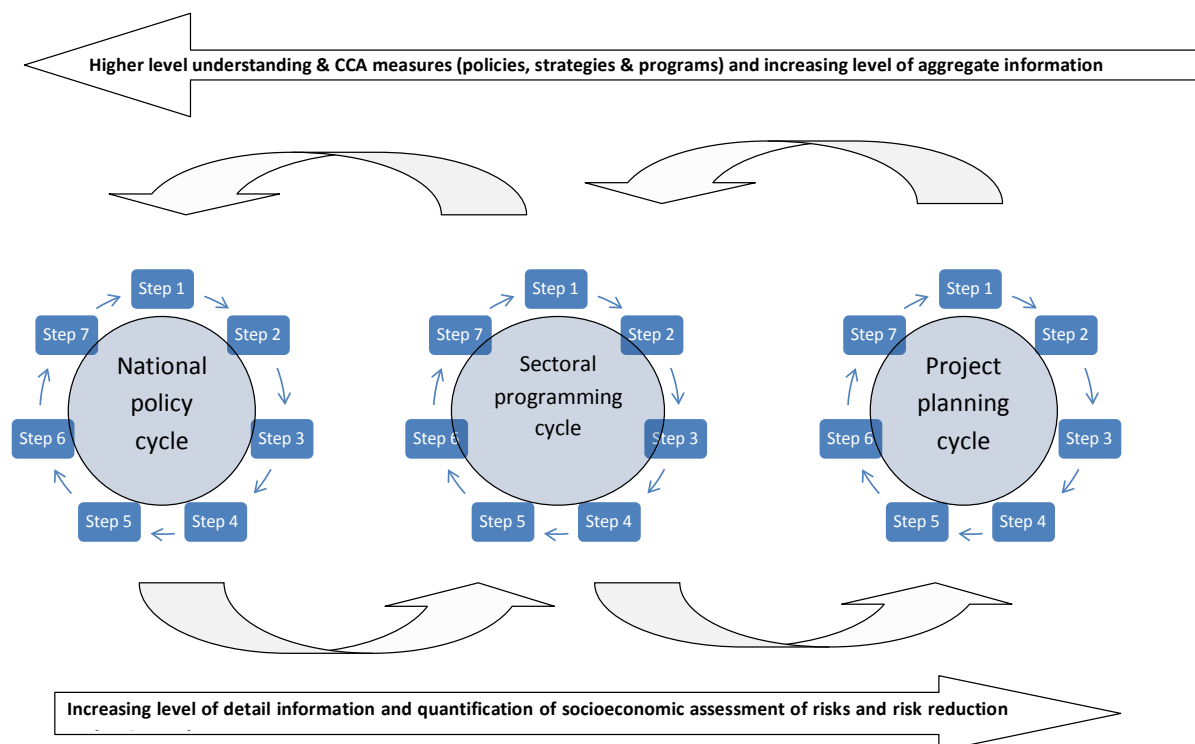 Higher level understanding & CCA measures (policies, strategies & programs) and increasing level of aggregate information
Step 1
Step 2
Step 3
Step 4
Step 5
Step 6
Step 7
National
policy
cycle
Step 1
Step 2
Step 3
Step 4
Step 5
Step 6
Step 7
Sectoral
programming
cycle
Step 1
Step 2
Step 3
Step 4
Step 5
Step 6
Step 7
Project
planning
cycle
Increasing level of detail information and quantification of socioeconomic assessment of risks and risk reduction